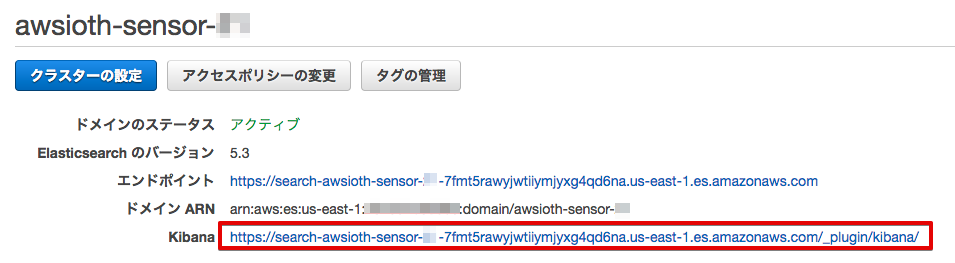 awsioth-sensor-
クラスターの設定 アクセスポリシーの変更 タグの管理
ドメインのステータス アクティブ
Elasticsearch のバージョン 5.3
エンドポイント https://search-awsioth-sensor- -7fmt5rawyjwtiiymjyxg4qd6na.us-east-1.es.amazonaws.com
ドメイン ARN arn:aws:es:us-east-1: :domain/awsioth-sensor-
Kibana https://search-awsioth-sensor- -7fmt5rawyjwtiiymjyxg4qd6na.us-east-1.es.amazonaws.com/_plugin/kibana/